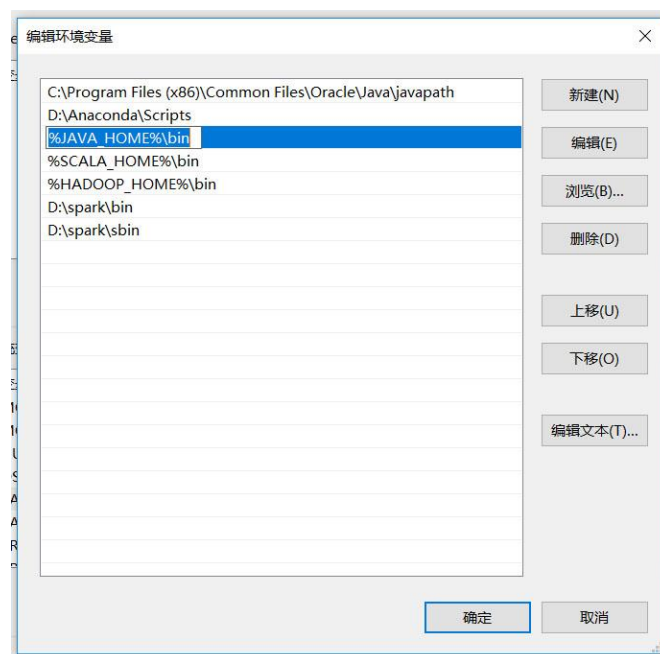 编辑环境变量
C:\Program Files (x86)\Common Files\Oracle\Java\javapath
D:\Anaconda\Scripts
%JAVA_HOME%\bin
%SCALA_HOME%\bin
%HADOOP_HOME%\bin
D:\spark\bin
D:\spark\sbin
新建(N)
编辑(E)
浏览(B)...
删除(D)
上移(U)
下移(O)
编辑文本(T)...
确定
取消